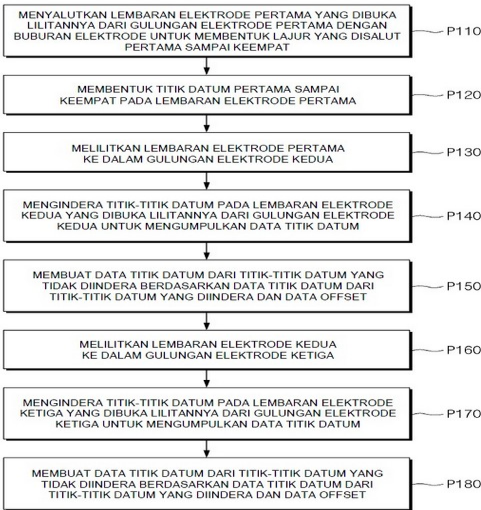 MENYALUTKAN LEMBARAN ELEKTRODE PERTAMA YANG DIBUKA
LILITANNYA DARI GULUNGAN ELEKTRODE PERTAMA DENGAN
BUBURAN ELEKTRODE UNTUK MEMBENTUK LAJUR YANG DISALUT
PERTAMA SAMPAI KEEMPAT
P110
MEMBENTUK TITIK DATUM PERTAMA SAMPAI
KEEMPAT PADA LEMBARAN ELEKTRODE PERTAMA
P120
MELILITKAN LEMBARAN ELEKTRODE PERTAMA
KE DALAM GULUNGAN ELEKTRODE KEDUA
P130
MENGINDERA TITIK-TITIK DATUM PADA LEMBARAN ELEKTRODE
KEDUA YANG DIBUKA LILITANNYA DARI GULUNGAN ELEKTRODE
KEDUA UNTUK MENGUMPULKAN DATA TITIK DATUM
P140
MEMBUAT DATA TITIK DATUM DARI TITIK-TITIK DATUM YANG
TIDAK DIINDERA BERDASARKAN DATA TITIK DATUM DARI
TITIK-TITIK DATUM YANG DIINDERA DAN DATA OFFSET
P150
MELILITKAN LEMBARAN ELEKTRODE KEDUA
KE DALAM GULUNGAN ELEKTRODE KETIGA
P160
MENGINDERA TITIK-TITIK DATUM PADA LEMBARAN ELEKTRODE
KETIGA YANG DIBUKA LILITANNYA DARI GULUNGAN ELEKTRODE
KETIGA UNTUK MENGUMPULKAN DATA TITIK DATUM
P170
MEMBUAT DATA TITIK DATUM DARI TITIK-TITIK DATUM YANG
TIDAK DIINDERA BERDASARKAN DATA TITIK DATUM DARI
TITIK-TITIK DATUM YANG DIINDERA DAN DATA OFFSET
P180